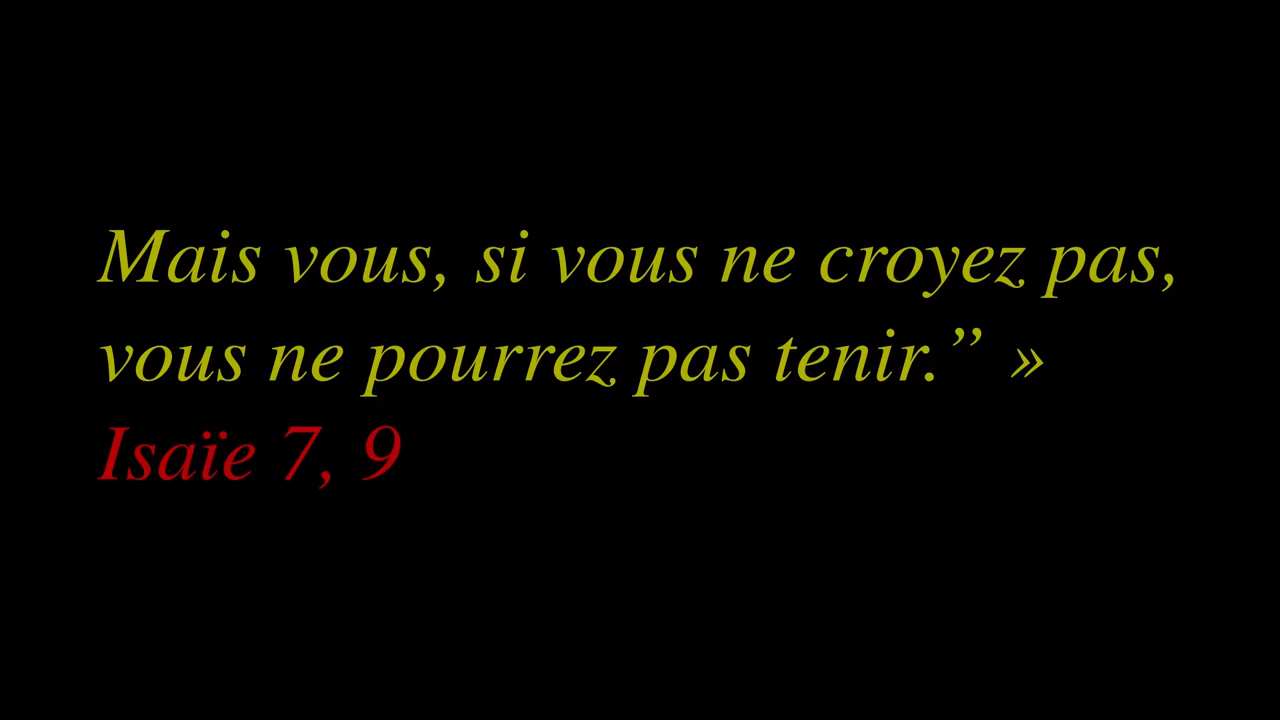 Mais vous, si vous ne croyez pas,
vous ne pourrez pas tenir.” »
Isaïe 7, 9